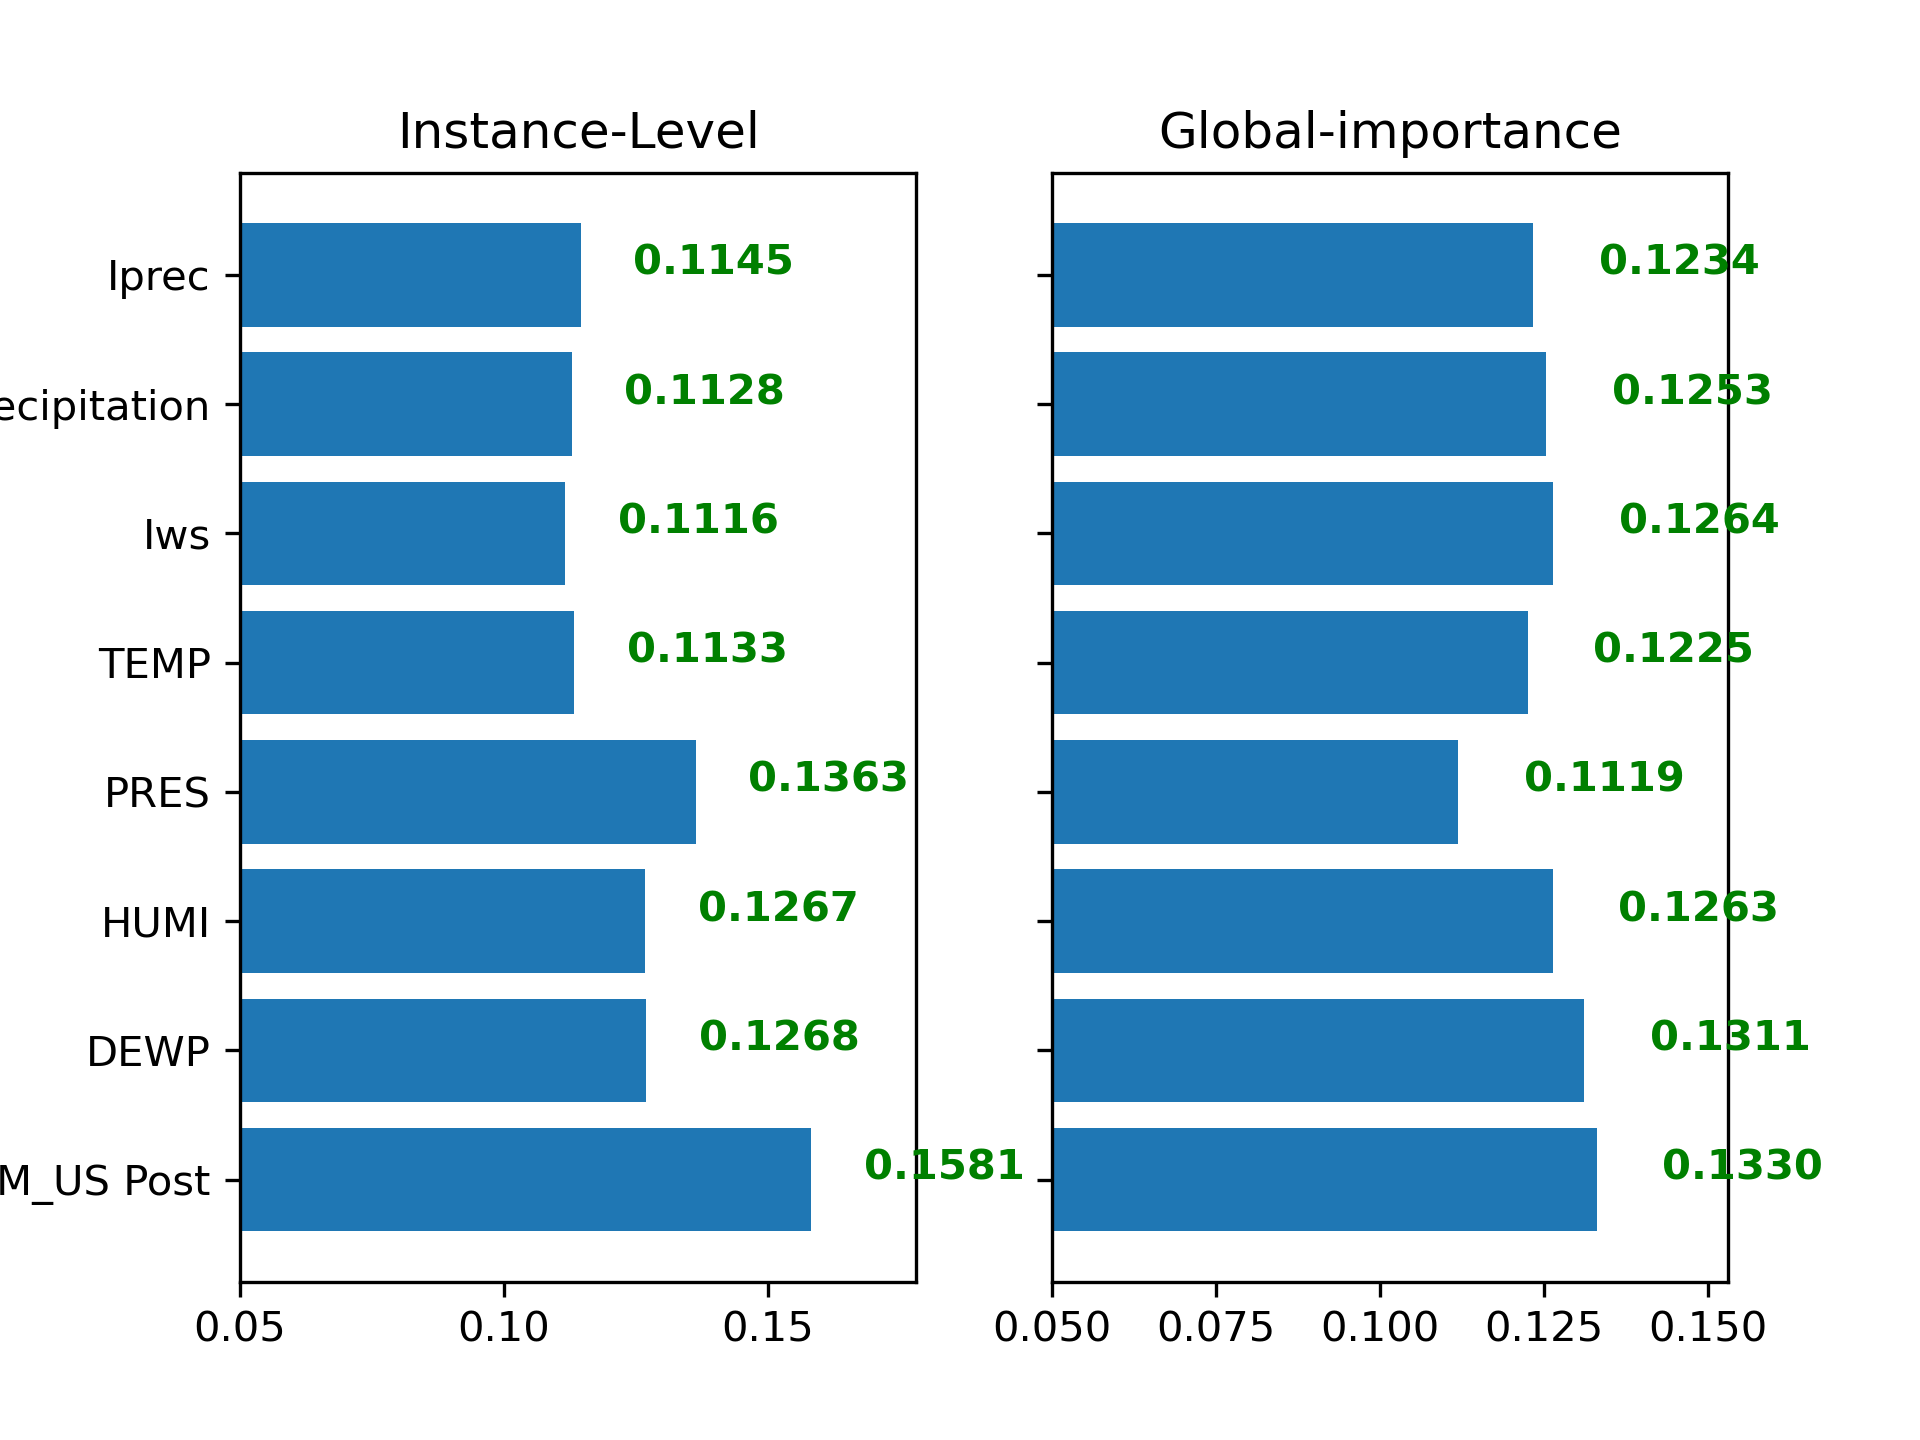 Instance-Level Global-importance
Iprec 0.1145 0.1234
ecipitation 0.1128 0.1253
Iws 0.1116 0.1264
TEMP 0.1133 0.1225
PRES 0.1363 0.1119
HUMI 0.1267 0.1263
DEWP 0.1268 0.1311
M_US Post 0.1581 0.1330
0.05 0.10 0.15 0.050 0.075 0.100 0.125 0.150